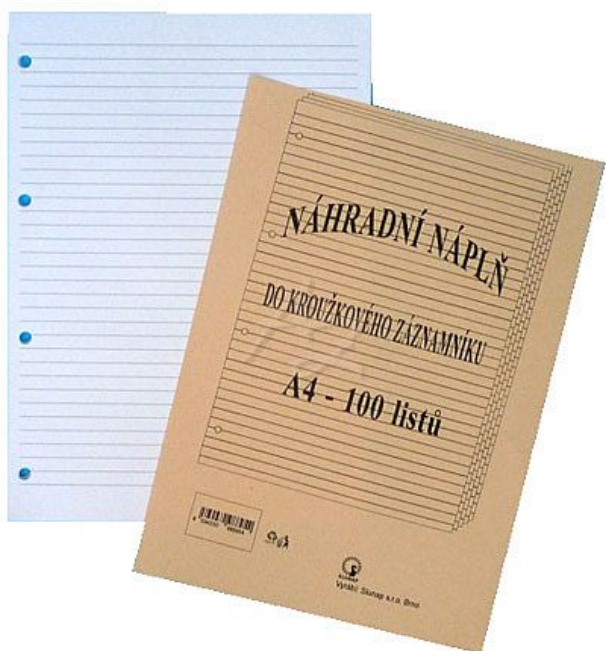 NÁHRADNÍ NÁPLŇ
DO KROUŽKOVÉHO ZÁZNAMNÍKU
A4 - 100 listů
Vyrábí: Slunap s.r.o. Brno